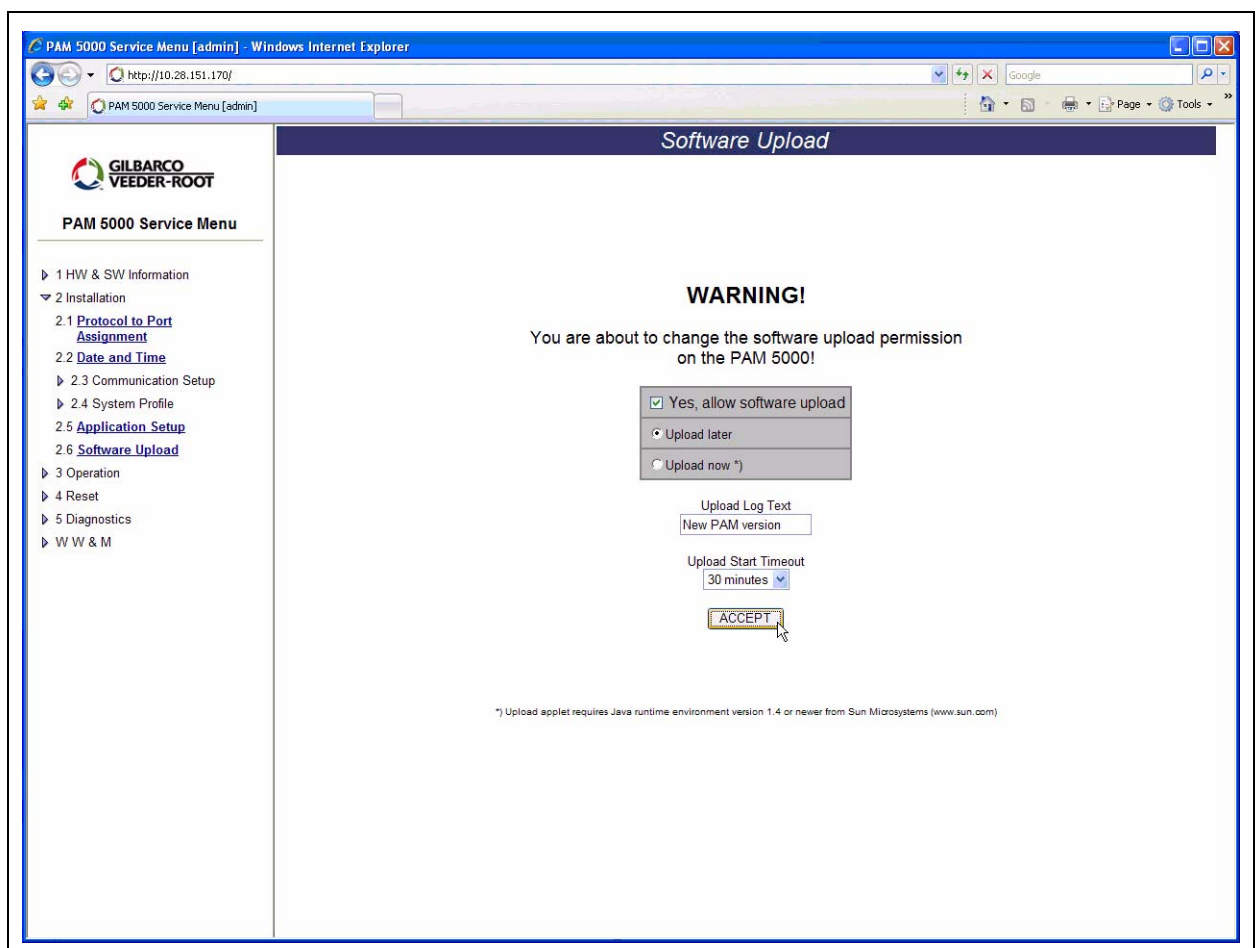 PAM 5000 Service Menu [admin] - Windows Internet Explorer
http://10.28.151.170/
Google
PAM 5000 Service Menu [admin]
Page
Tools
»
GILBARCO
VEEDER-ROOT
PAM 5000 Service Menu
1 HW & SW Information
2 Installation
2.1 Protocol to Port
Assignment
2.2 Date and Time
2.3 Communication Setup
2.4 System Profile
2.5 Application Setup
2.6 Software Upload
3 Operation
4 Reset
5 Diagnostics
W W & M
Software Upload
WARNING!
You are about to change the software upload permission
on the PAM 5000!
Yes, allow software upload
Upload later
Upload now *)
Upload Log Text
New PAM version
Upload Start Timeout
30 minutes
ACCEPT
*) Upload applet requires Java runtime environment version 1.4 or newer from Sun Microsystems (www.sun.com)